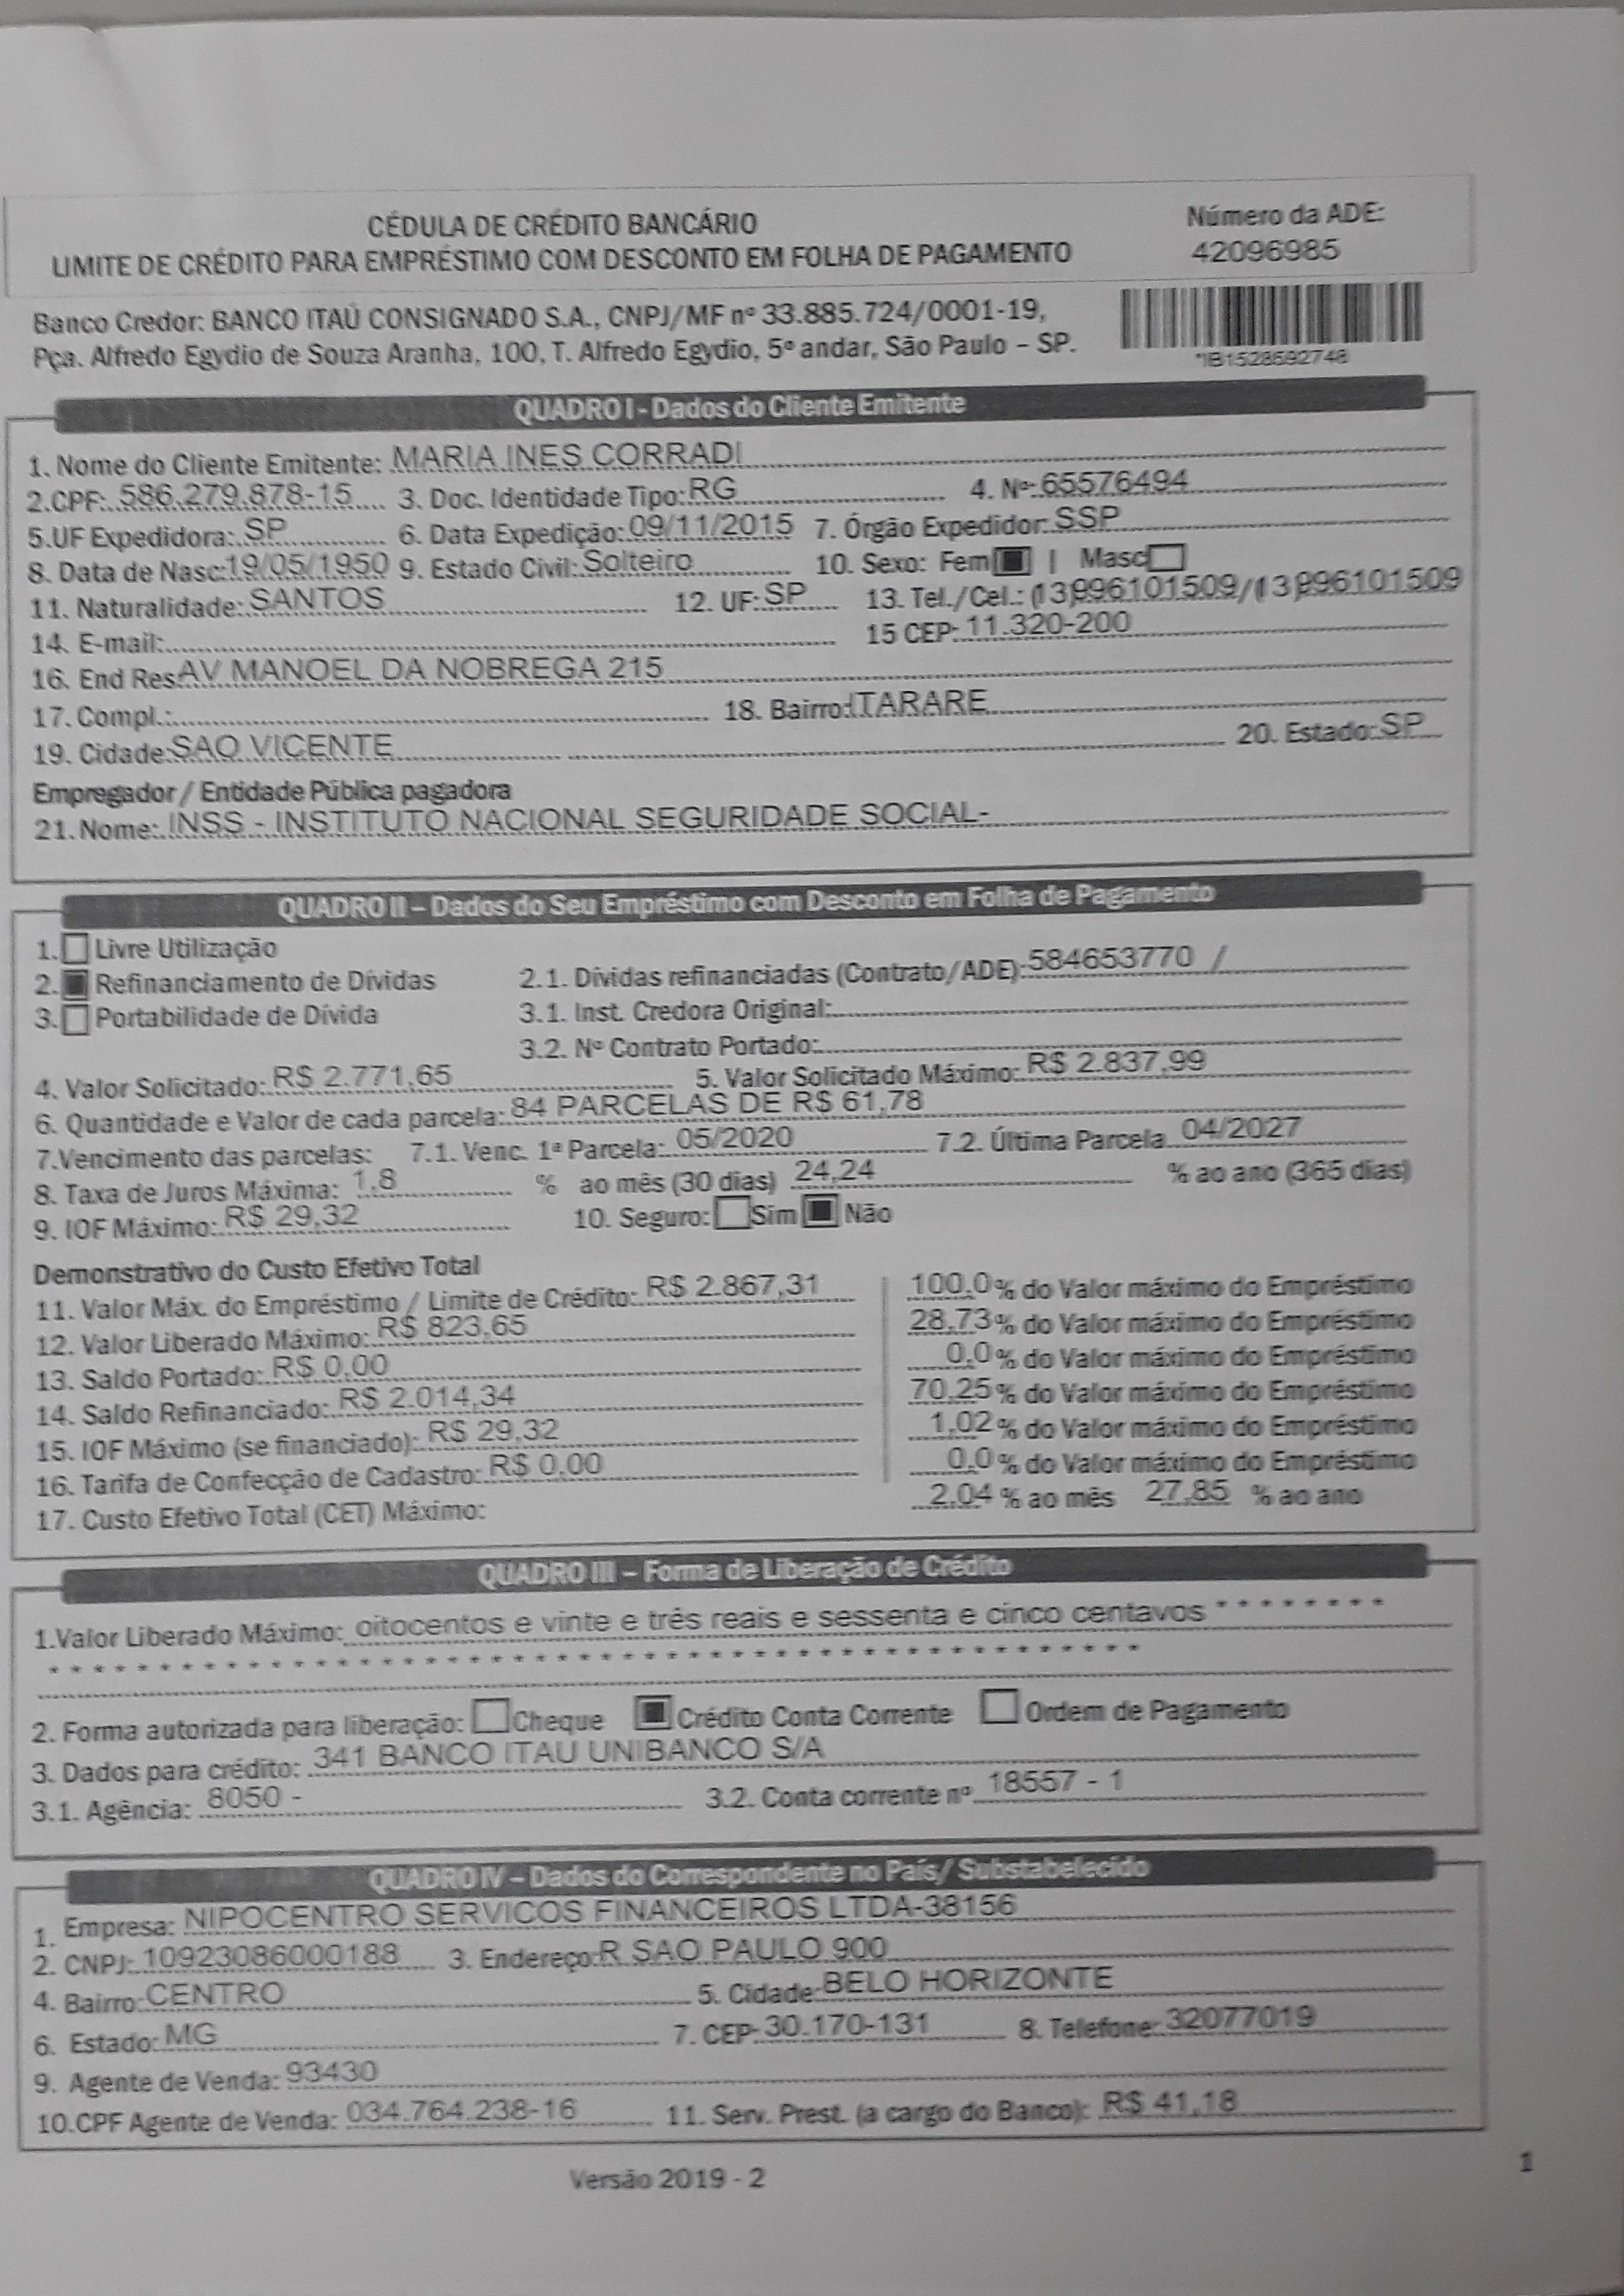 CÉDULA DE CRÉDITO BANCÁRIO
LIMITE DE CRÉDITO PARA EMPRÉSTIMO COM DESCONTO EM FOLHA DE PAGAMENTO
Número da ADE:
42096985
Banco Credor: BANCO ITAÚ CONSIGNADO S.A., CNPJ/MF nº 33.885.724/0001-19,
Pça. Alfredo Egydio de Souza Aranha, 100, T. Alfredo Egydio, 5º andar, São Paulo – SP.
*IB1528692748
QUADRO I - Dados do Cliente Emitente
1. Nome do Cliente Emitente: MARIA INES CORRADI
2.CPF: 586.279.878-15 3. Doc. Identidade Tipo: RG 4. Nº 65576494
5.UF Expedidora: SP 6. Data Expedição: 09/11/2015 7. Órgão Expedidor: SSP
8. Data de Nasc: 19/05/1950 9. Estado Civil: Solteiro 10. Sexo: Fem | Masc
11. Naturalidade: SANTOS 12. UF: SP 13. Tel./Cel.: (13)996101509/(13)996101509
14. E-mail: 15 CEP: 11.320-200
16. End Res: AV MANOEL DA NOBREGA 215
17. Compl.: 18. Bairro: ITARARE
19. Cidade: SAO VICENTE 20. Estado: SP
Empregador / Entidade Pública pagadora
21. Nome: INSS - INSTITUTO NACIONAL SEGURIDADE SOCIAL-
QUADRO II – Dados do Seu Empréstimo com Desconto em Folha de Pagamento
1. Livre Utilização
2. Refinanciamento de Dívidas 2.1. Dívidas refinanciadas (Contrato/ADE): 584653770 /
3. Portabilidade de Dívida 3.1. Inst. Credora Original:
3.2. Nº Contrato Portado:
4. Valor Solicitado: R$ 2.771,65 5. Valor Solicitado Máximo: R$ 2.837,99
6. Quantidade e Valor de cada parcela: 84 PARCELAS DE R$ 61,78
7.Vencimento das parcelas: 7.1. Venc. 1ª Parcela: 05/2020 7.2. Última Parcela 04/2027
8. Taxa de Juros Máxima: 1,8 % ao mês (30 dias) 24,24 % ao ano (365 dias)
9. IOF Máximo: R$ 29,32 10. Seguro: Sim Não
Demonstrativo do Custo Efetivo Total
11. Valor Máx. do Empréstimo / Limite de Crédito: R$ 2.867,31 100,0% do Valor máximo do Empréstimo
12. Valor Liberado Máximo: R$ 823,65 28,73% do Valor máximo do Empréstimo
13. Saldo Portado: R$ 0,00 0,0% do Valor máximo do Empréstimo
14. Saldo Refinanciado: R$ 2.014,34 70,25% do Valor máximo do Empréstimo
15. IOF Máximo (se financiado): R$ 29,32 1,02% do Valor máximo do Empréstimo
16. Tarifa de Confecção de Cadastro: R$ 0,00 0,0% do Valor máximo do Empréstimo
17. Custo Efetivo Total (CET) Máximo: 2,04 % ao mês 27,85 % ao ano
QUADRO III – Forma de Liberação de Crédito
1.Valor Liberado Máximo: oitocentos e vinte e três reais e sessenta e cinco centavos * * * * * * * *
* * * * * * * * * * * * * * * * * * * * * * * * * * * * * * * * * * * * * * * * * * * * * *
2. Forma autorizada para liberação: Cheque Crédito Conta Corrente Ordem de Pagamento
3. Dados para crédito: 341 BANCO ITAU UNIBANCO S/A
3.1. Agência: 8050 - 3.2. Conta corrente nº 18557 - 1
QUADRO IV – Dados do Correspondente no País/ Substabelecido
1. Empresa: NIPOCENTRO SERVICOS FINANCEIROS LTDA-38156
2. CNPJ: 10923086000188 3. Endereço: R SAO PAULO 900
4. Bairro: CENTRO 5. Cidade: BELO HORIZONTE
6. Estado: MG 7. CEP: 30.170-131 8. Telefone: 32077019
9. Agente de Venda: 93430
10.CPF Agente de Venda: 034.764.238-16 11. Serv. Prest. (a cargo do Banco): R$ 41,18
Versão 2019 - 2
1